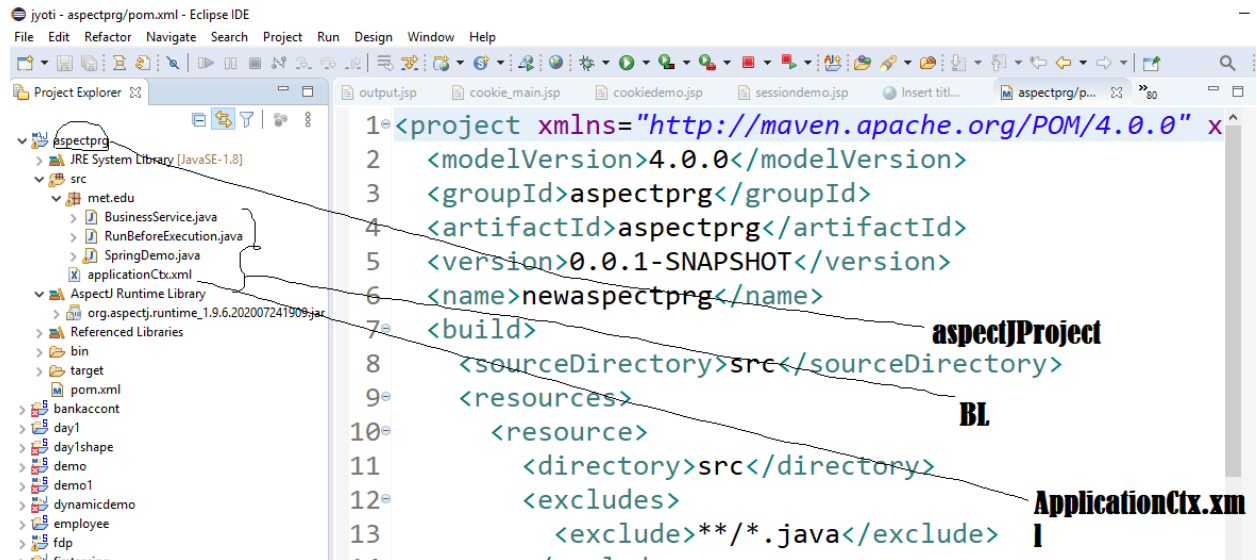 jyoti - aspectprg/pom.xml - Eclipse IDE
File Edit Refactor Navigate Search Project Run Design Window Help
Project Explorer
output.jsp cookie_main.jsp cookiedemo.jsp sessiondemo.jsp Insert titl... aspectprg/p... »80
aspectprg
JRE System Library [JavaSE-1.8]
src
met.edu
BusinessService.java
RunBeforeExecution.java
SpringDemo.java
applicationCtx.xml
AspectJ Runtime Library
org.aspectj.runtime_1.9.6.202007241909.jar
Referenced Libraries
bin
target
pom.xml
bankaccont
day1
day1shape
demo
demo1
dynamicdemo
employee
fdp
1 <project xmlns="http://maven.apache.org/POM/4.0.0" x
2 <modelVersion>4.0.0</modelVersion>
3 <groupId>aspectprg</groupId>
4 <artifactId>aspectprg</artifactId>
5 <version>0.0.1-SNAPSHOT</version>
6 <name>newaspectprg</name>
7 <build>
8 <sourceDirectory>src</sourceDirectory>
9 <resources>
10 <resource>
11 <directory>src</directory>
12 <excludes>
13 <exclude>**/*.java</exclude>
aspectJProject
BL
ApplicationCtx.xm
l